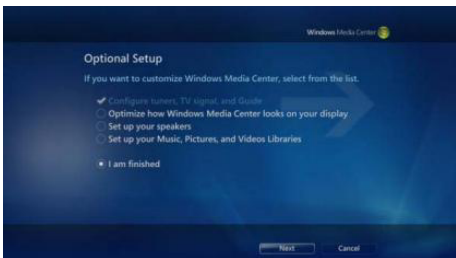 Windows Media Center
Optional Setup
If you want to customize Windows Media Center, select from the list.
Configure tuners, TV signal, and Guide
Optimize how Windows Media Center looks on your display
Set up your speakers
Set up your Music, Pictures, and Videos Libraries
I am finished
Next Cancel